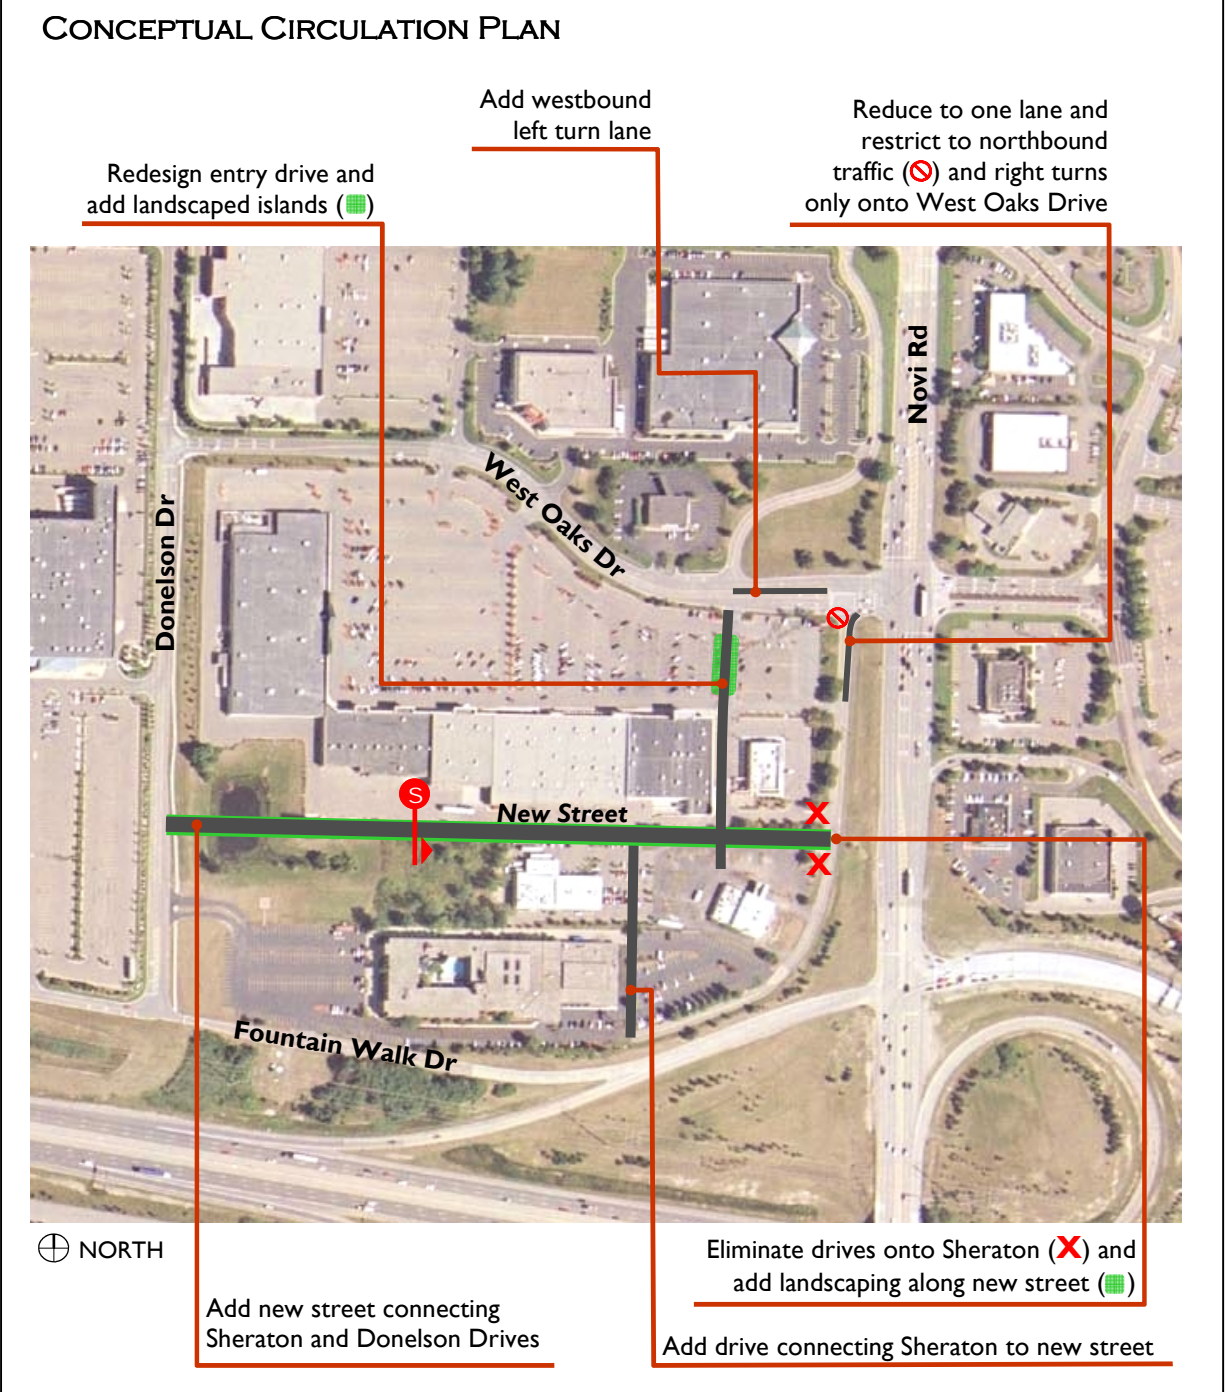 CONCEPTUAL CIRCULATION PLAN
Add westbound
left turn lane
Reduce to one lane and
restrict to northbound
traffic ( ) and right turns
only onto West Oaks Drive
Redesign entry drive and
add landscaped islands ( )
Novi Rd
West Oaks Dr
Donelson Dr
S
New Street
X
X
Fountain Walk Dr
NORTH
Eliminate drives onto Sheraton (X) and
add landscaping along new street ( )
Add new street connecting
Sheraton and Donelson Drives
Add drive connecting Sheraton to new street